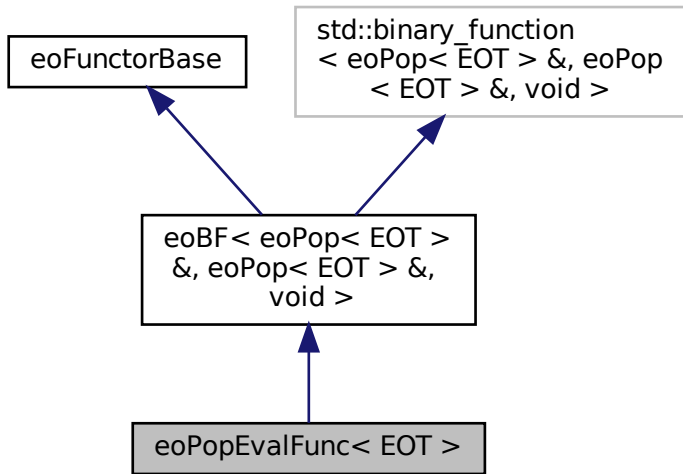 eoFunctorBase
std::binary_function
< eoPop< EOT > &, eoPop
< EOT > &, void >
eoBF< eoPop< EOT >
&, eoPop< EOT > &,
void >
eoPopEvalFunc< EOT >